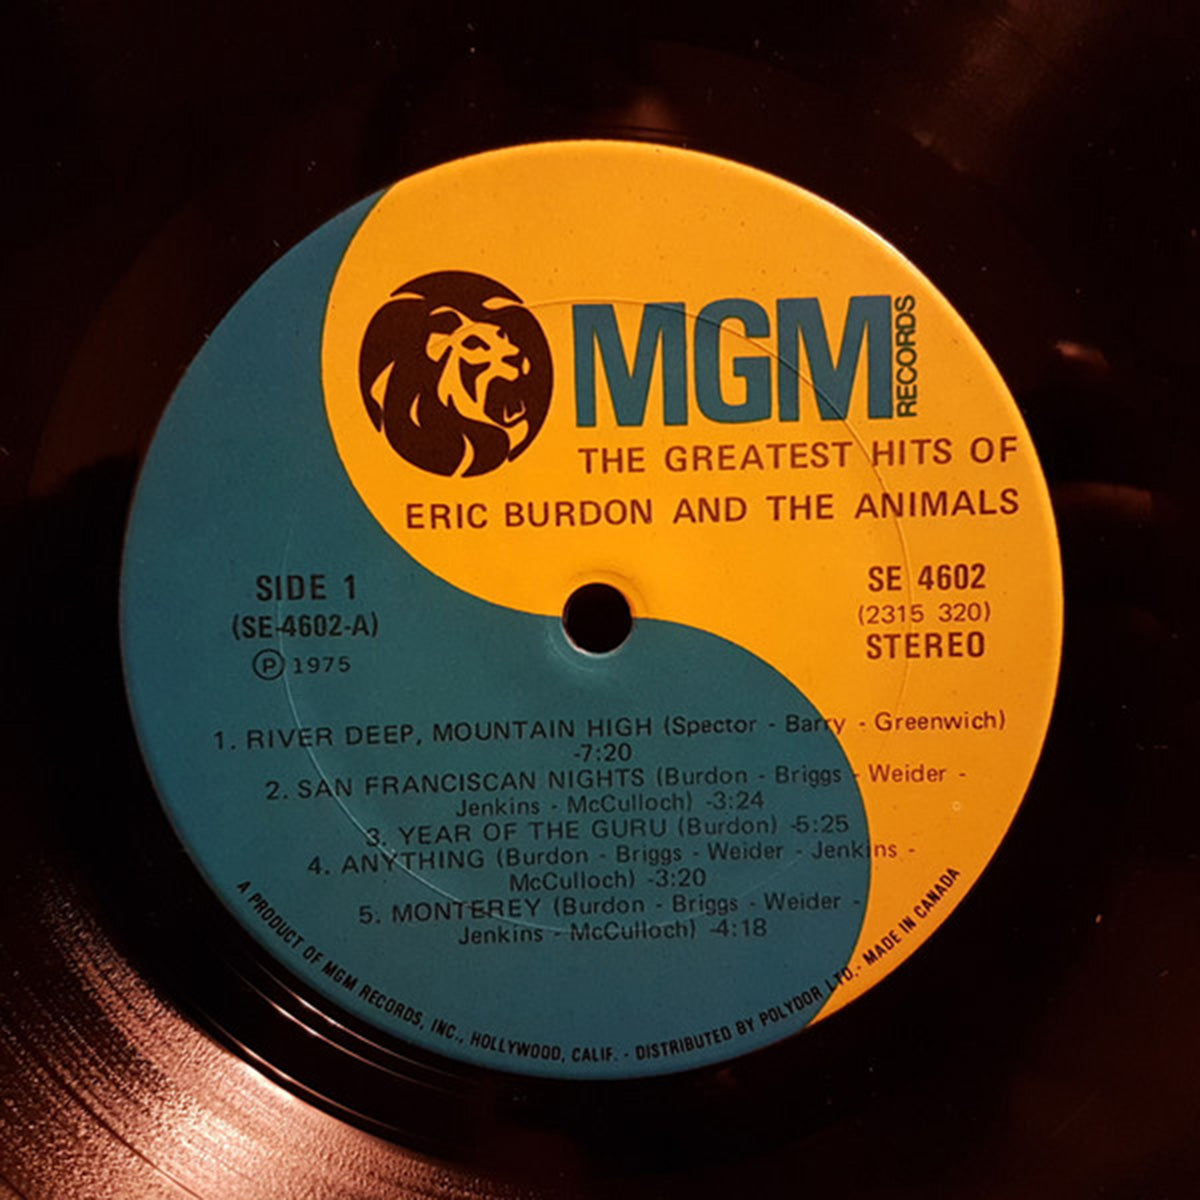 MGM RECORDS
THE GREATEST HITS OF
ERIC BURDON AND THE ANIMALS
SIDE 1
(SE-4602-A)
Ⓟ 1975
SE 4602
(2315 320)
STEREO
1. RIVER DEEP, MOUNTAIN HIGH (Spector - Barry - Greenwich)
-7:20
2. SAN FRANCISCAN NIGHTS (Burdon - Briggs - Weider -
Jenkins - McCulloch) -3:24
3. YEAR OF THE GURU (Burdon) -5:25
4. ANYTHING (Burdon - Briggs - Weider - Jenkins -
McCulloch) -3:20
5: MONTEREY (Burdon - Briggs - Weider -
Jenkins - McCulloch) -4:18
A PRODUCT OF MGM RECORDS, INC., HOLLYWOOD, CALIF. - DISTRIBUTED BY POLYDOR LTD. - MADE IN CANADA